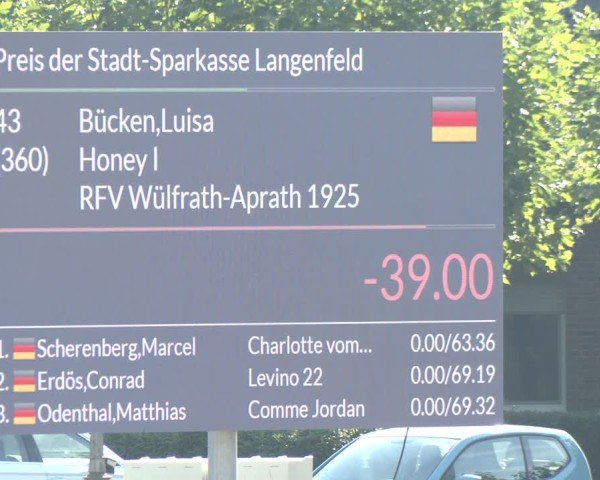 Preis der Stadt-Sparkasse Langenfeld
43 Bücken,Luisa
(360) Honey I
RFV Wülfrath-Aprath 1925
-39.00
1. Scherenberg,Marcel Charlotte vom... 0.00/63.36
2. Erdös,Conrad Levino 22 0.00/69.19
3. Odenthal,Matthias Comme Jordan 0.00/69.32